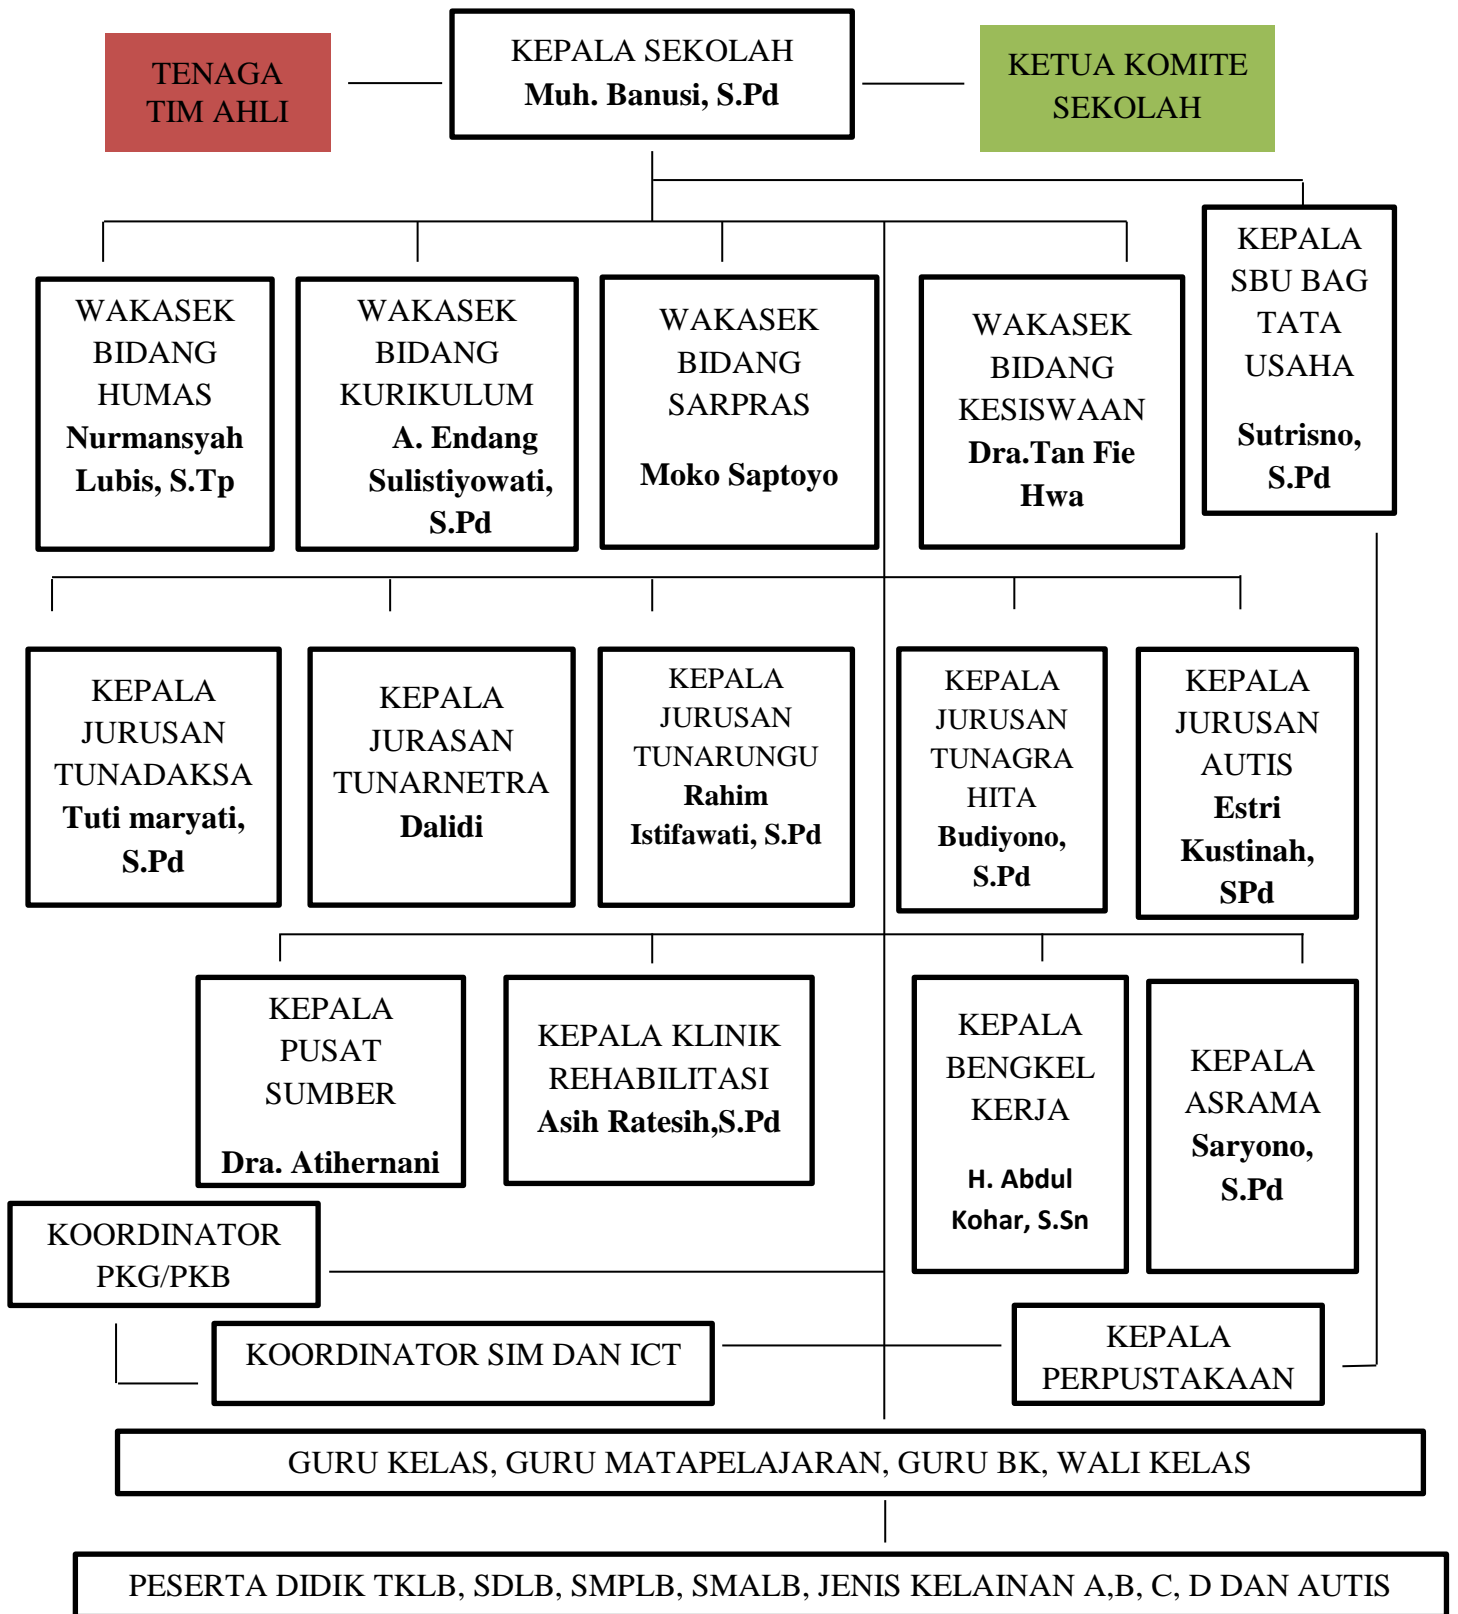 TENAGA
TIM AHLI
KEPALA SEKOLAH
Muh. Banusi, S.Pd
KETUA KOMITE
SEKOLAH
WAKASEK
BIDANG
HUMAS
Nurmansyah
Lubis, S.Tp
WAKASEK
BIDANG
KURIKULUM
A. Endang
Sulistiyowati,
S.Pd
WAKASEK
BIDANG
SARPRAS
Moko Saptoyo
WAKASEK
BIDANG
KESISWAAN
Dra.Tan Fie
Hwa
KEPALA
SBU BAG
TATA
USAHA
Sutrisno,
S.Pd
KEPALA
JURUSAN
TUNADAKSA
Tuti maryati,
S.Pd
KEPALA
JURASAN
TUNARNETRA
Dalidi
KEPALA
JURUSAN
TUNARUNGU
Rahim
Istifawati, S.Pd
KEPALA
JURUSAN
TUNAGRA
HITA
Budiyono,
S.Pd
KEPALA
JURUSAN
AUTIS
Estri
Kustinah,
SPd
KEPALA
PUSAT
SUMBER
Dra. Atihernani
KEPALA KLINIK
REHABILITASI
Asih Ratesih,S.Pd
KEPALA
BENGKEL
KERJA
H. Abdul
Kohar, S.Sn
KEPALA
ASRAMA
Saryono,
S.Pd
KOORDINATOR
PKG/PKB
KOORDINATOR SIM DAN ICT
KEPALA
PERPUSTAKAAN
GURU KELAS, GURU MATAPELAJARAN, GURU BK, WALI KELAS
PESERTA DIDIK TKLB, SDLB, SMPLB, SMALB, JENIS KELAINAN A,B, C, D DAN AUTIS